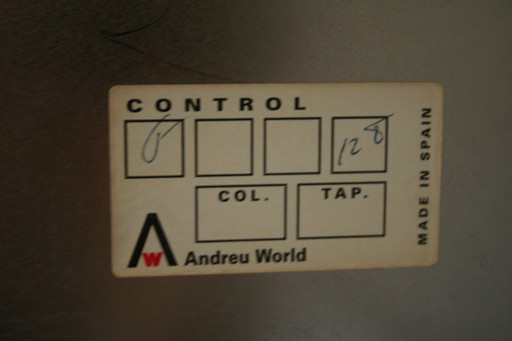 CONTROL
128
COL. TAP.
W Andreu World
MADE IN SPAIN